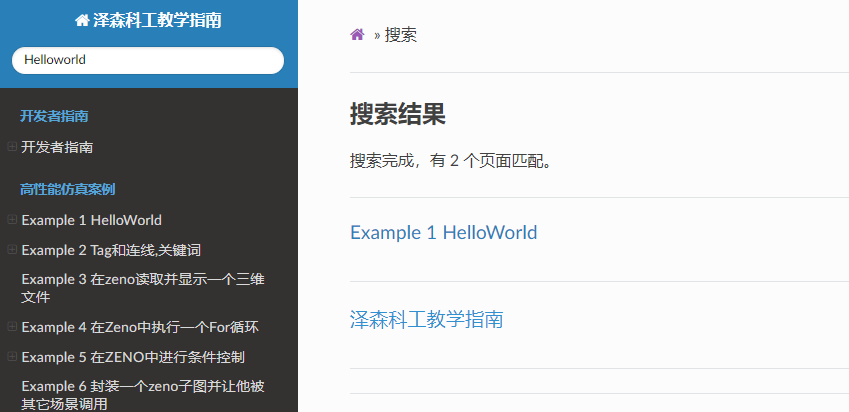 泽森科工教学指南
Helloworld
开发者指南
开发者指南
高性能仿真案例
Example 1 HelloWorld
Example 2 Tag和连线,关键词
Example 3 在zeno读取并显示一个三维
文件
Example 4 在Zeno中执行一个For循环
Example 5 在ZENO中进行条件控制
Example 6 封装一个zeno子图并让他被
其它场景调用
» 搜索
搜索结果
搜索完成，有 2 个页面匹配。
Example 1 HelloWorld
泽森科工教学指南